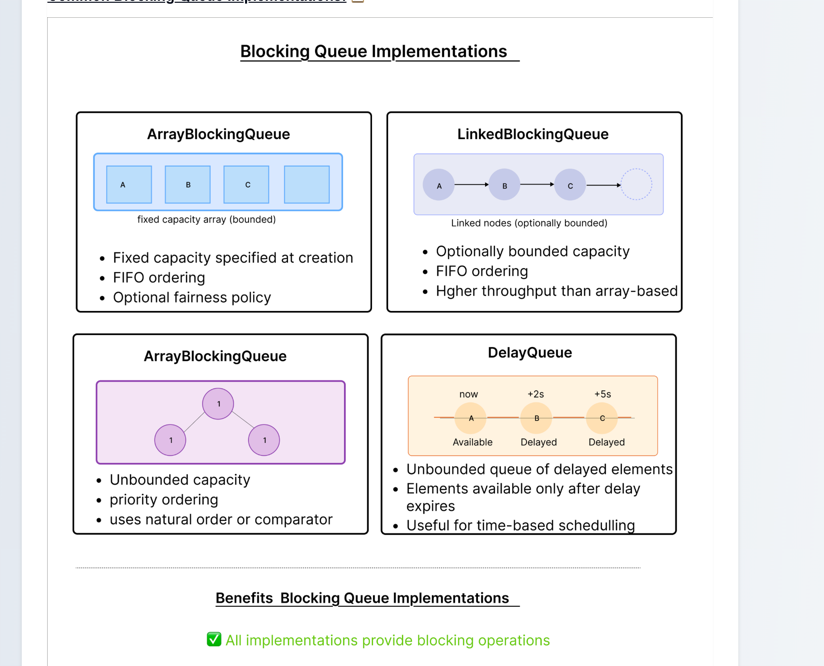 Common Blocking Queue Implementations:
Blocking Queue Implementations
ArrayBlockingQueue
A B C
fixed capacity array (bounded)
• Fixed capacity specified at creation
• FIFO ordering
• Optional fairness policy
LinkedBlockingQueue
A B C
Linked nodes (optionally bounded)
• Optionally bounded capacity
• FIFO ordering
• Hgher throughput than array-based
ArrayBlockingQueue
1
1 1
• Unbounded capacity
• priority ordering
• uses natural order or comparator
DelayQueue
now +2s +5s
A B C
Available Delayed Delayed
• Unbounded queue of delayed elements
• Elements available only after delay
expires
• Useful for time-based schedulling
Benefits Blocking Queue Implementations
✅ All implementations provide blocking operations